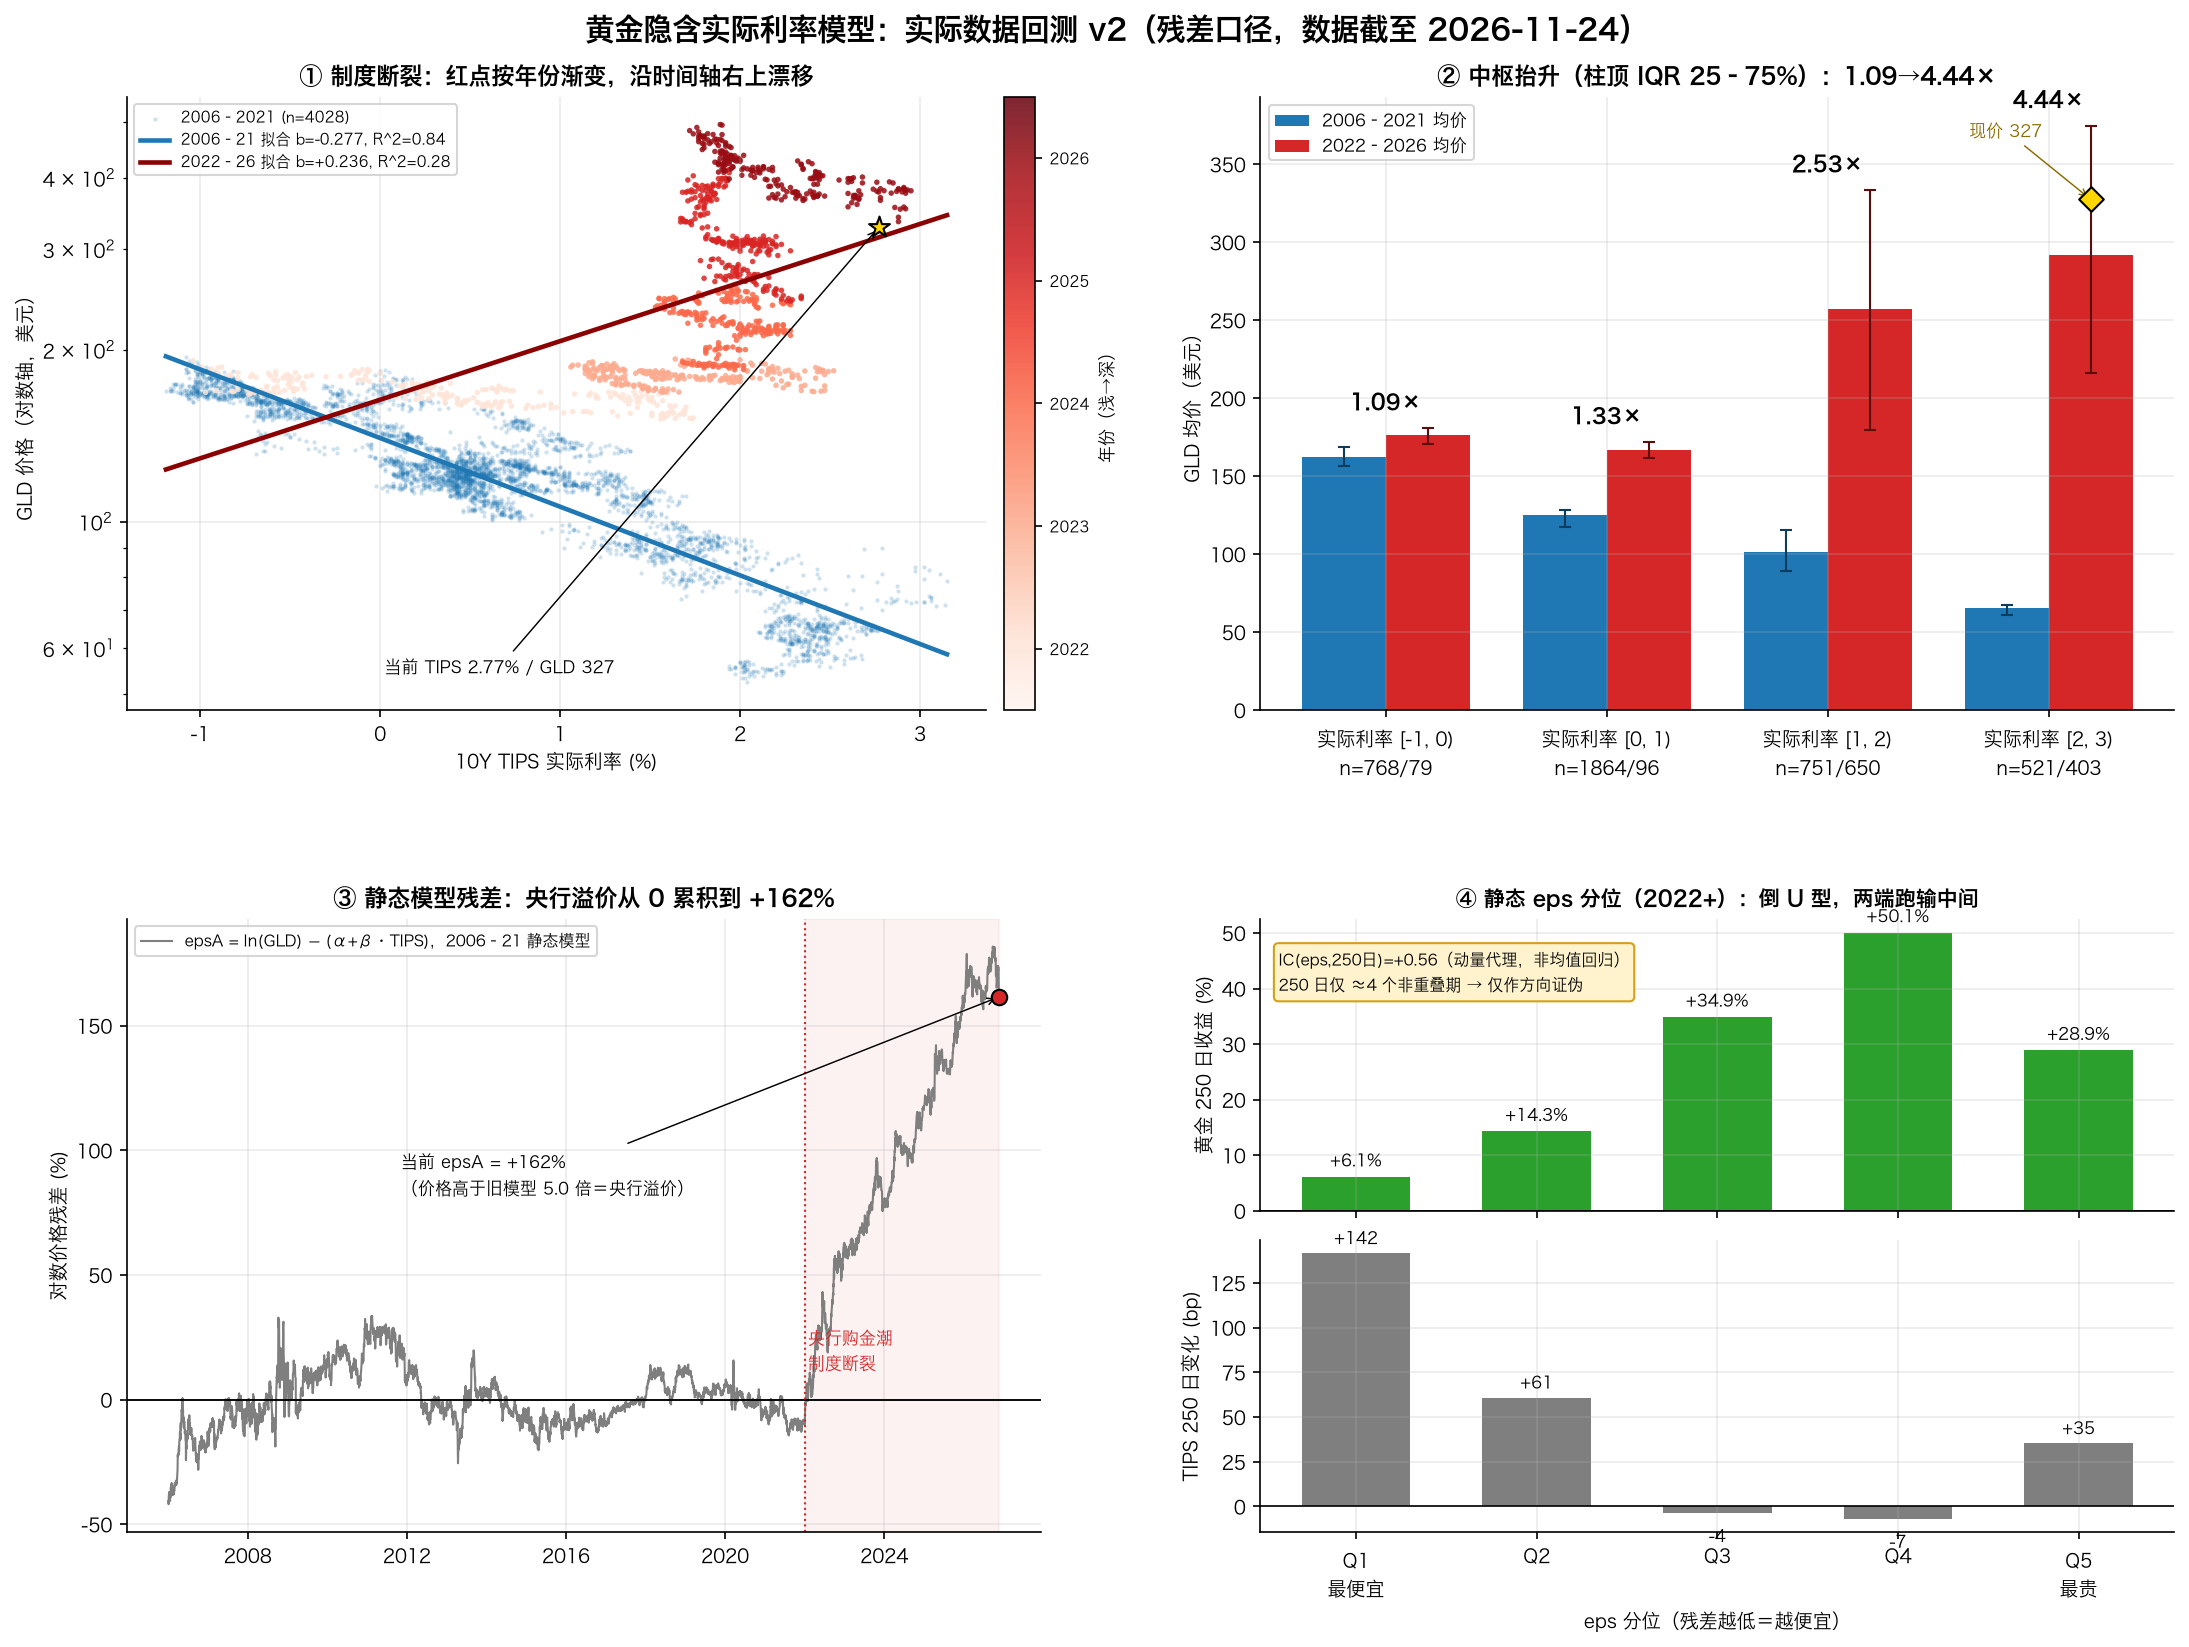 黄金隐含实际利率模型：实际数据回测 v2（残差口径，数据截至 2026-11-24）
① 制度断裂：红点按年份渐变，沿时间轴右上漂移
2006 - 2021 (n=4028)
2006 - 21 拟合 b=-0.277, R^2=0.84
2022 - 26 拟合 b=+0.236, R^2=0.28
GLD 价格（对数轴，美元）
4 × 10²
3 × 10²
2 × 10²
10²
6 × 10¹
当前 TIPS 2.77% / GLD 327
-1
0
1
2
3
10Y TIPS 实际利率 (%)
2026
2025
2024
2023
2022
年份（浅→深）
② 中枢抬升（柱顶 IQR 25 - 75%）：1.09→4.44×
2006 - 2021 均价
2022 - 2026 均价
GLD 均价（美元）
350
300
250
200
150
100
50
0
1.09×
1.33×
2.53×
4.44×
现价 327
实际利率 [-1, 0)
n=768/79
实际利率 [0, 1)
n=1864/96
实际利率 [1, 2)
n=751/650
实际利率 [2, 3)
n=521/403
③ 静态模型残差：央行溢价从 0 累积到 +162%
epsA = ln(GLD) − (α+β · TIPS)，2006 - 21 静态模型
对数价格残差 (%)
150
100
50
0
-50
当前 epsA = +162%
（价格高于旧模型 5.0 倍＝央行溢价）
央行购金潮
制度断裂
2008
2012
2016
2020
2024
④ 静态 eps 分位（2022+）：倒 U 型，两端跑输中间
IC(eps,250日)=+0.56（动量代理，非均值回归）
250 日仅 ≈4 个非重叠期 → 仅作方向证伪
黄金 250 日收益 (%)
50
40
30
20
10
0
+6.1%
+14.3%
+34.9%
+50.1%
+28.9%
TIPS 250 日变化 (bp)
125
100
75
50
25
0
+142
+61
-4
-7
+35
Q1
最便宜
Q2
Q3
Q4
Q5
最贵
eps 分位（残差越低＝越便宜）